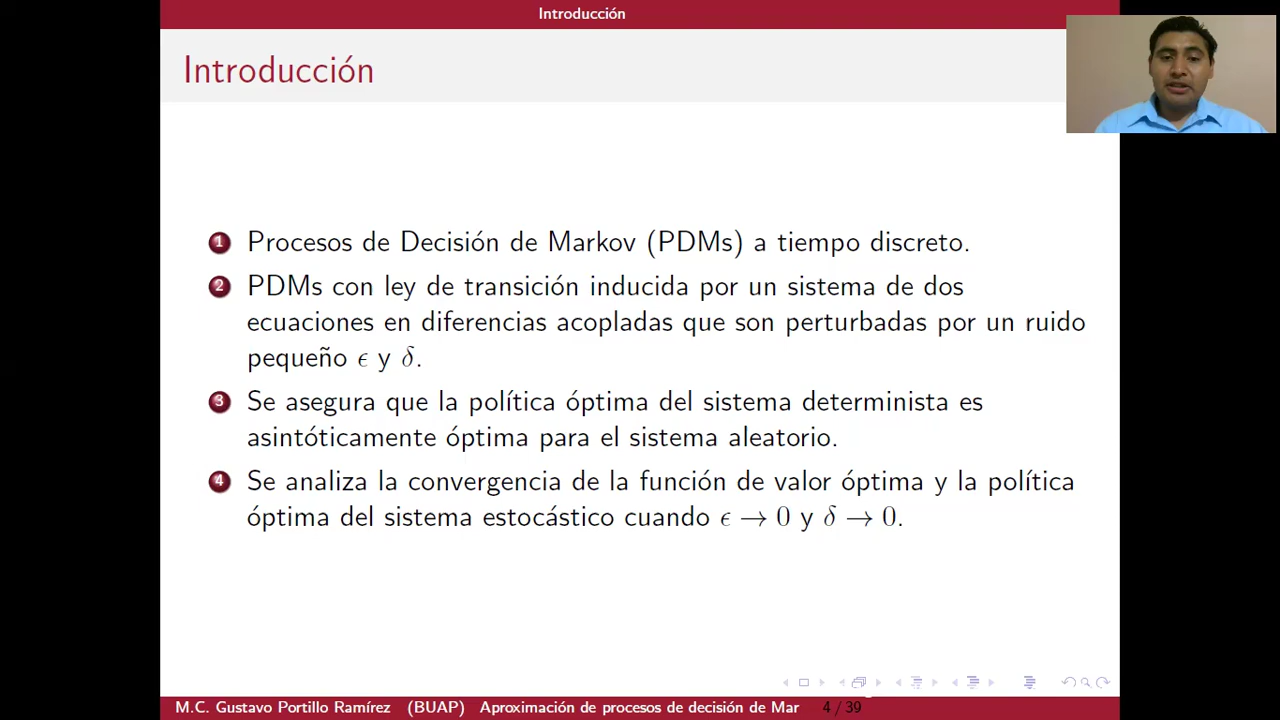 Introducción
Introducción
1 Procesos de Decisión de Markov (PDMs) a tiempo discreto.
2 PDMs con ley de transición inducida por un sistema de dos
ecuaciones en diferencias acopladas que son perturbadas por un ruido
pequeño ϵ y δ.
3 Se asegura que la política óptima del sistema determinista es
asintóticamente óptima para el sistema aleatorio.
4 Se analiza la convergencia de la función de valor óptima y la política
óptima del sistema estocástico cuando ϵ → 0 y δ → 0.
M.C. Gustavo Portillo Ramírez (BUAP) Aproximación de procesos de decisión de Mar 4 / 39